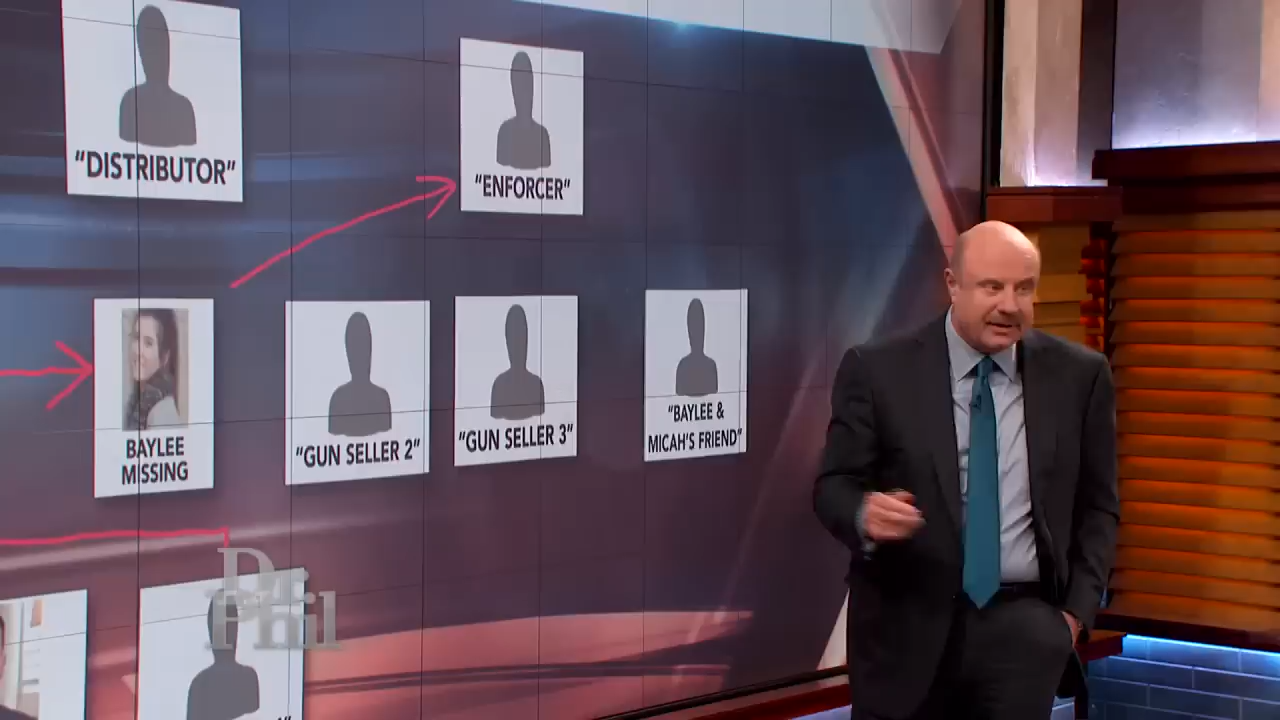 "DISTRIBUTOR"
"ENFORCER"
BAYLEE
MISSING
"GUN SELLER 2"
"GUN SELLER 3"
"BAYLEE &
MICAH'S FRIEND"
Dr.
Phil